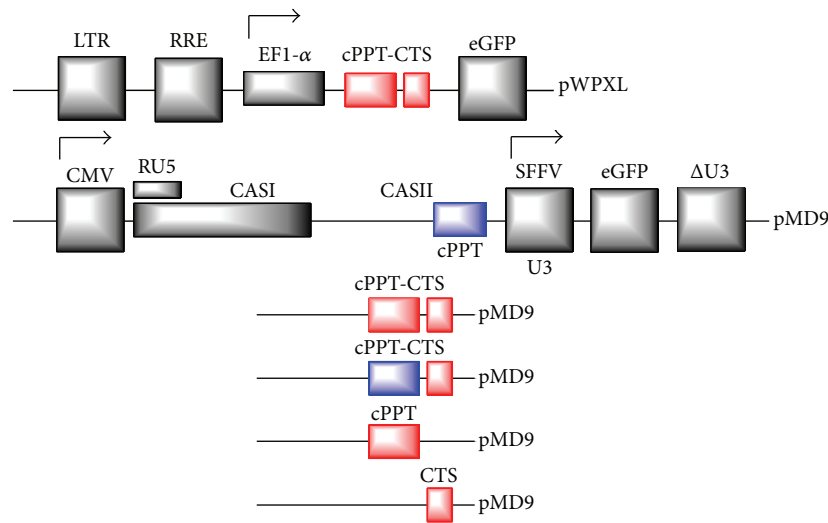 LTR RRE EF1-α cPPT-CTS eGFP
pWPXL
CMV RU5 CASI CASII SFFV eGFP ΔU3
pMD9
cPPT U3
cPPT-CTS
pMD9
cPPT-CTS
pMD9
cPPT
pMD9
CTS
pMD9